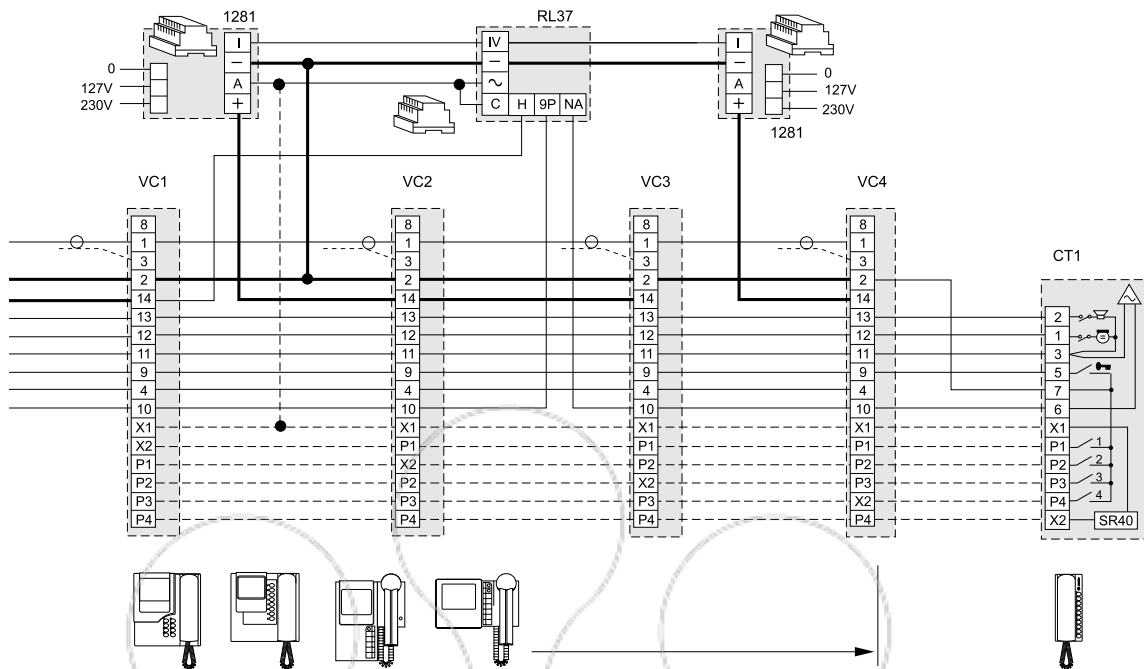 1281
RL37
I
–
A
+
0
127V
230V
IV
–
~
C H 9P NA
I
–
A
+
0
127V
230V
1281
VC1
8
1
3
2
14
13
12
11
9
4
10
X1
X2
P1
P2
P3
P4
VC2
8
1
3
2
14
13
12
11
9
4
10
X1
P1
X2
P2
P3
P4
VC3
8
1
3
2
14
13
12
11
9
4
10
X1
P1
P2
X2
P3
P4
VC4
8
1
3
2
14
13
12
11
9
4
10
X1
P1
P2
P3
X2
P4
CT1
2
1
3
5
7
6
X1
P1 1
P2 2
P3 3
P4 4
X2 SR40